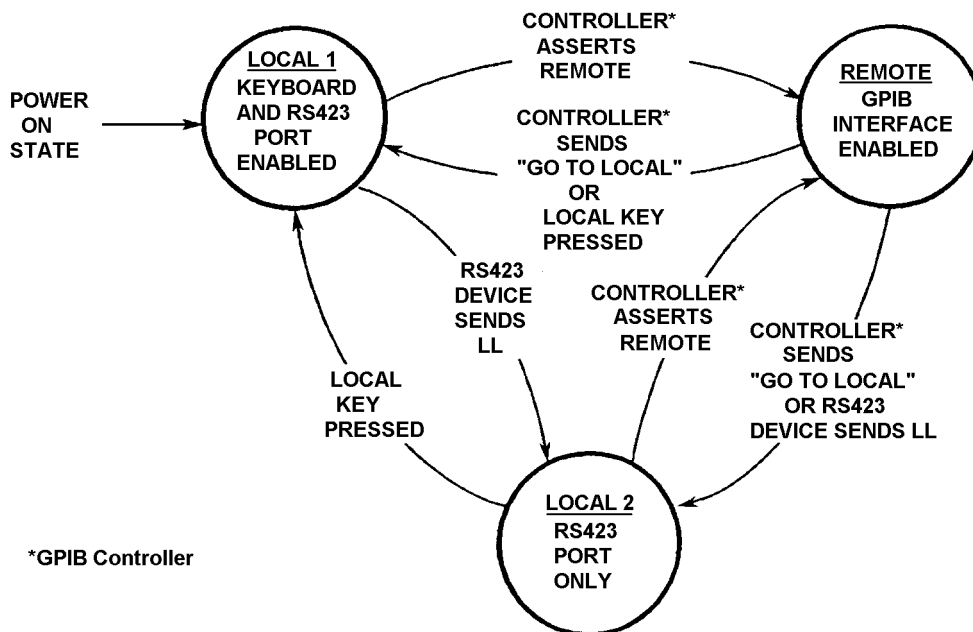 POWER
ON
STATE
LOCAL 1
KEYBOARD
AND RS423
PORT
ENABLED
CONTROLLER*
ASSERTS
REMOTE
REMOTE
GPIB
INTERFACE
ENABLED
CONTROLLER*
SENDS
"GO TO LOCAL"
OR
LOCAL KEY
PRESSED
RS423
DEVICE
SENDS
LL
CONTROLLER*
ASSERTS
REMOTE
CONTROLLER*
SENDS
"GO TO LOCAL"
OR RS423
DEVICE SENDS LL
LOCAL
KEY
PRESSED
LOCAL 2
RS423
PORT
ONLY
*GPIB Controller